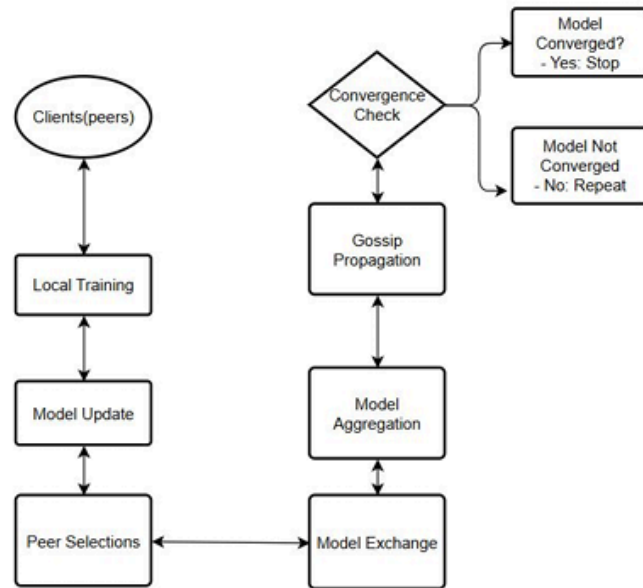 Clients(peers)
Local Training
Model Update
Peer Selections
Model Exchange
Model
Aggregation
Gossip
Propagation
Convergence
Check
Model
Converged?
- Yes: Stop
Model Not
Converged
- No: Repeat